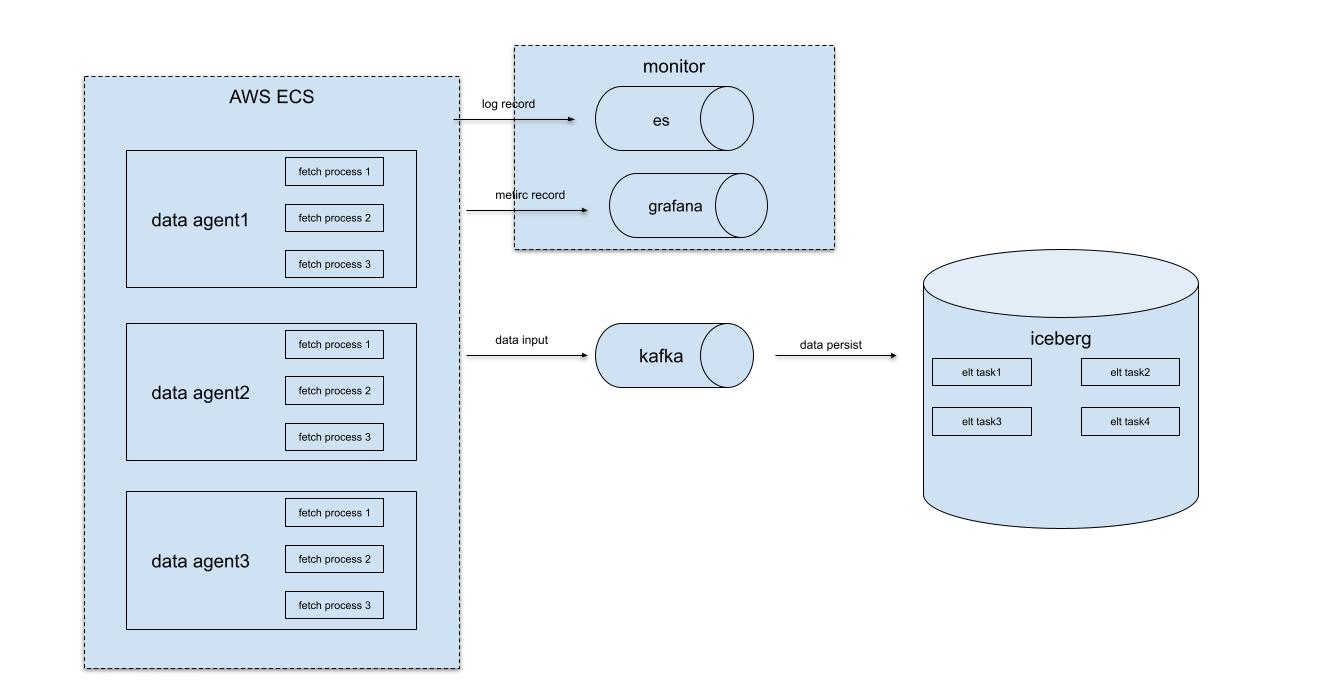 AWS ECS
data agent1
fetch process 1
fetch process 2
fetch process 3
data agent2
fetch process 1
fetch process 2
fetch process 3
data agent3
fetch process 1
fetch process 2
fetch process 3
log record
metirc record
monitor
es
grafana
data input
kafka
data persist
iceberg
elt task1
elt task2
elt task3
elt task4